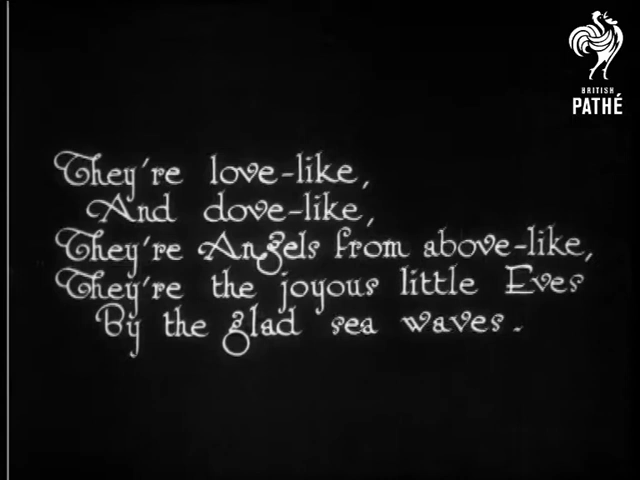 BRITISH
PATHÉ
They're love-like,
And dove-like,
They're Angels from above-like,
They're the joyous little Eves
By the glad sea waves.